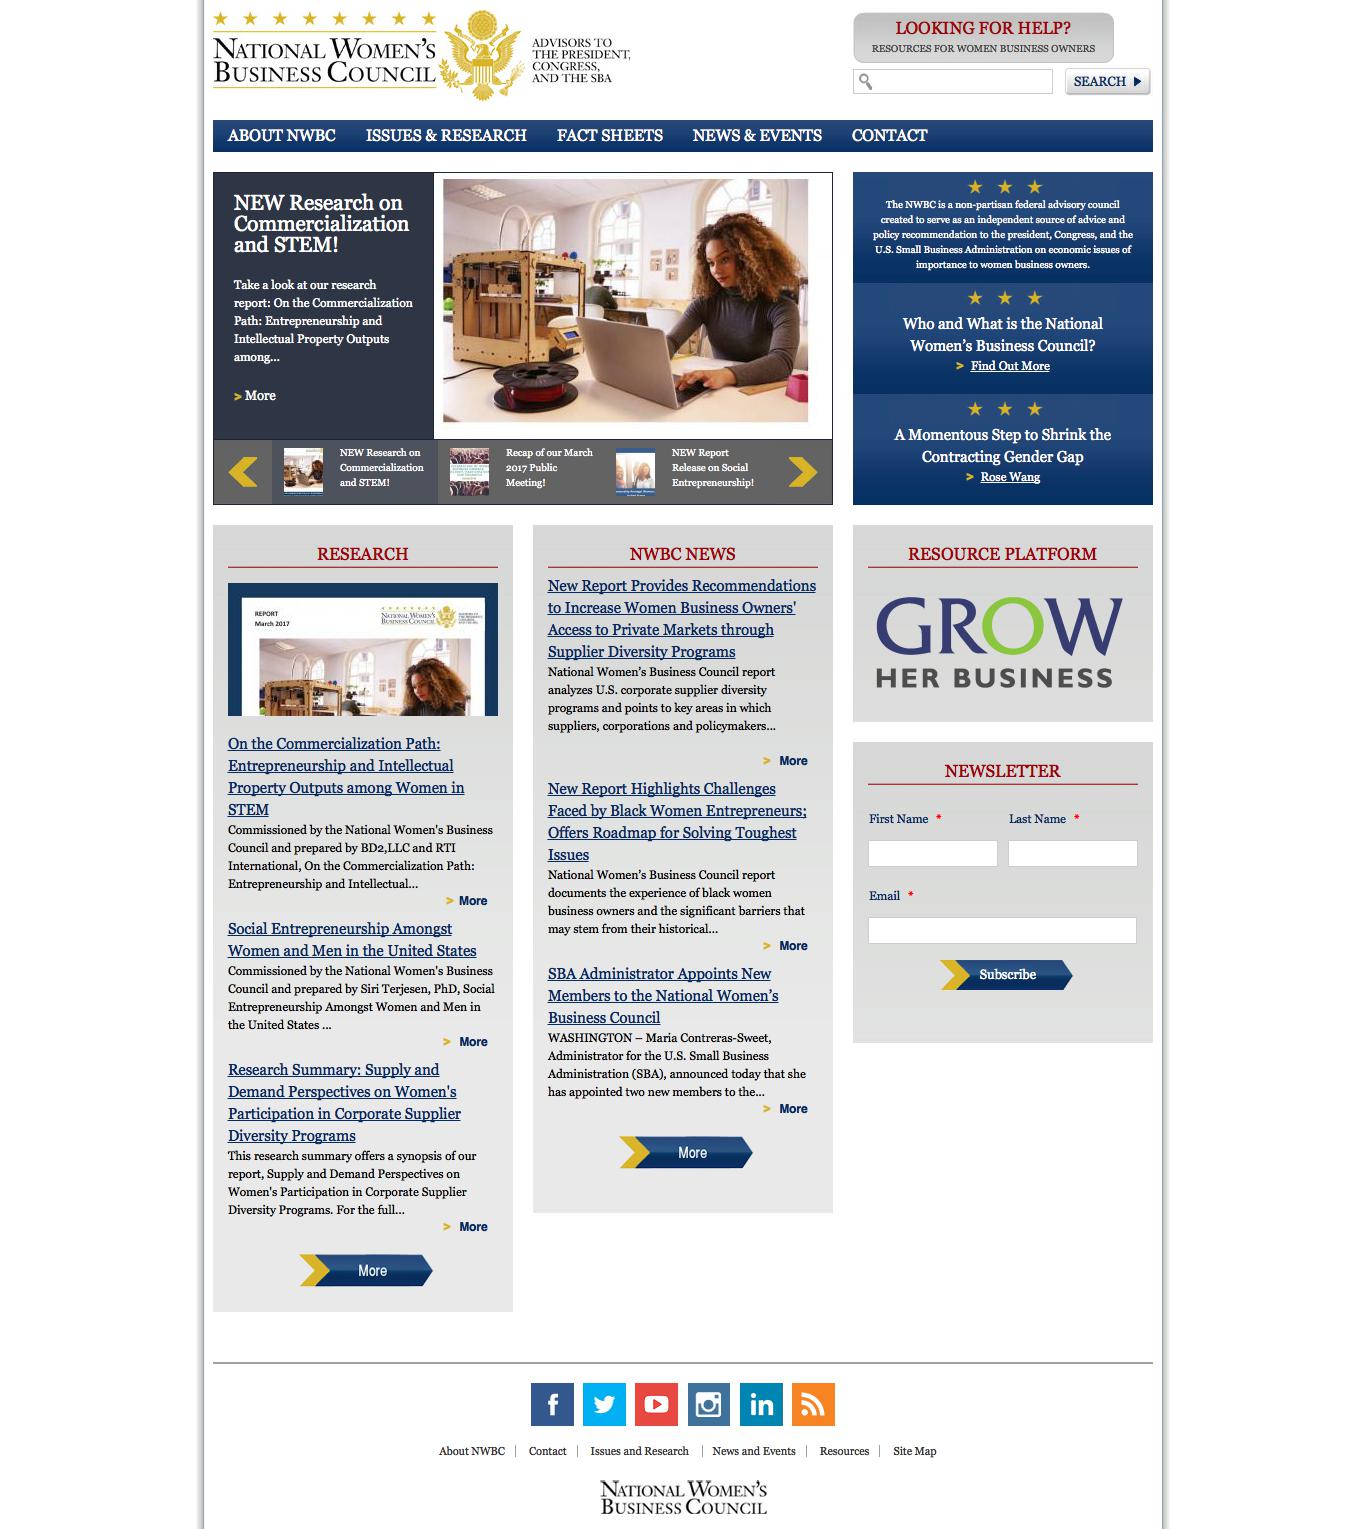 NATIONAL WOMEN'S
BUSINESS COUNCIL
ADVISORS TO
THE PRESIDENT,
CONGRESS,
AND THE SBA
LOOKING FOR HELP?
RESOURCES FOR WOMEN BUSINESS OWNERS
SEARCH
ABOUT NWBC ISSUES & RESEARCH FACT SHEETS NEWS & EVENTS CONTACT
NEW Research on
Commercialization
and STEM!
Take a look at our research
report: On the Commercialization
Path: Entrepreneurship and
Intellectual Property Outputs
among...
> More
NEW Research on
Commercialization
and STEM!
Recap of our March
2017 Public
Meeting!
NEW Report
Release on Social
Entrepreneurship!
The NWBC is a non-partisan federal advisory council
created to serve as an independent source of advice and
policy recommendation to the president, Congress, and the
U.S. Small Business Administration on economic issues of
importance to women business owners.
Who and What is the National
Women's Business Council?
> Find Out More
A Momentous Step to Shrink the
Contracting Gender Gap
> Rose Wang
RESEARCH
REPORT
March 2017
NATIONAL WOMEN'S
BUSINESS COUNCIL
On the Commercialization Path:
Entrepreneurship and Intellectual
Property Outputs among Women in
STEM
Commissioned by the National Women's Business
Council and prepared by BD2,LLC and RTI
International, On the Commercialization Path:
Entrepreneurship and Intellectual...
> More
Social Entrepreneurship Amongst
Women and Men in the United States
Commissioned by the National Women's Business
Council and prepared by Siri Terjesen, PhD, Social
Entrepreneurship Amongst Women and Men in
the United States ...
> More
Research Summary: Supply and
Demand Perspectives on Women's
Participation in Corporate Supplier
Diversity Programs
This research summary offers a synopsis of our
report, Supply and Demand Perspectives on
Women's Participation in Corporate Supplier
Diversity Programs. For the full...
> More
More
NWBC NEWS
New Report Provides Recommendations
to Increase Women Business Owners'
Access to Private Markets through
Supplier Diversity Programs
National Women's Business Council report
analyzes U.S. corporate supplier diversity
programs and points to key areas in which
suppliers, corporations and policymakers...
> More
New Report Highlights Challenges
Faced by Black Women Entrepreneurs;
Offers Roadmap for Solving Toughest
Issues
National Women's Business Council report
documents the experience of black women
business owners and the significant barriers that
may stem from their historical...
> More
SBA Administrator Appoints New
Members to the National Women's
Business Council
WASHINGTON – Maria Contreras-Sweet,
Administrator for the U.S. Small Business
Administration (SBA), announced today that she
has appointed two new members to the...
> More
More
RESOURCE PLATFORM
GROW
HER BUSINESS
NEWSLETTER
First Name * Last Name *
Email *
Subscribe
About NWBC | Contact | Issues and Research | News and Events | Resources | Site Map
NATIONAL WOMEN'S
BUSINESS COUNCIL